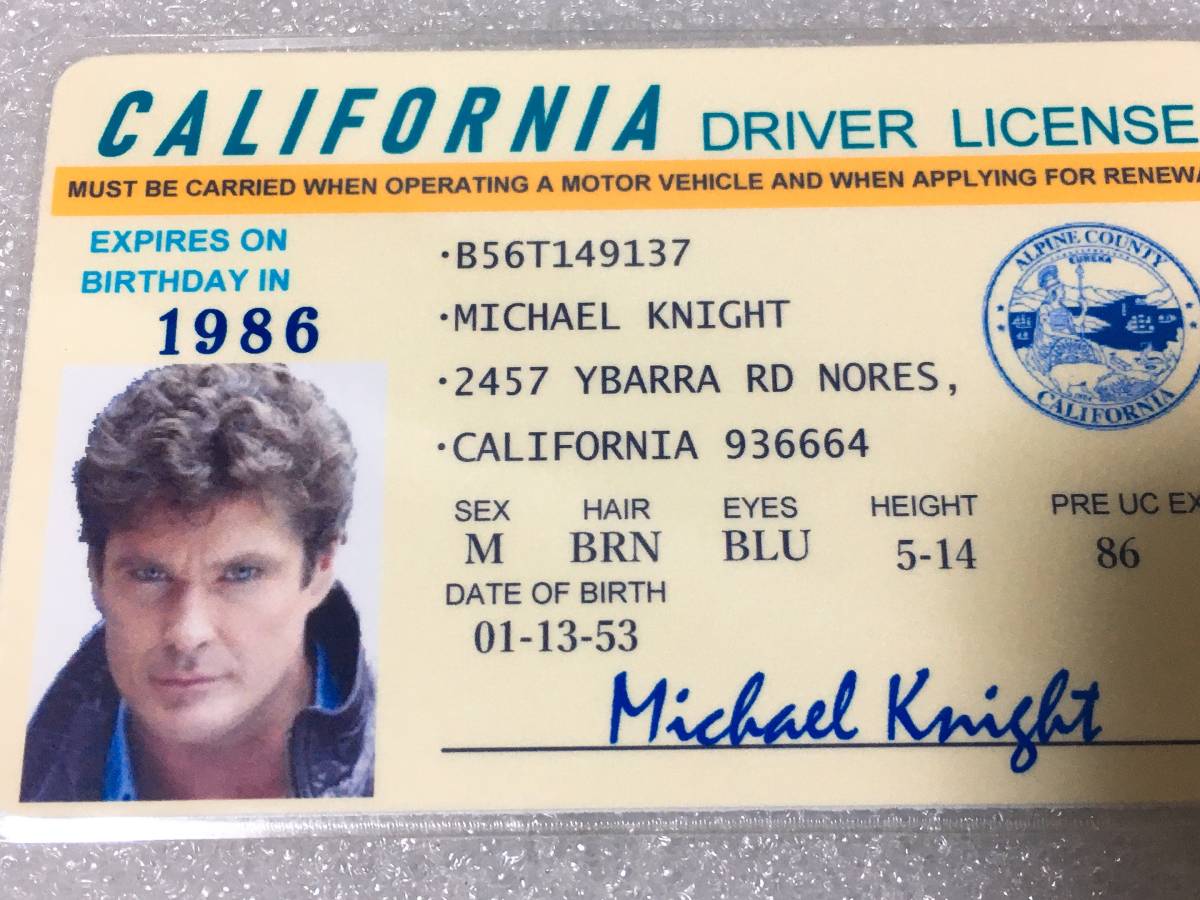 CALIFORNIA DRIVER LICENSE
MUST BE CARRIED WHEN OPERATING A MOTOR VEHICLE AND WHEN APPLYING FOR RENEWA
EXPIRES ON
BIRTHDAY IN
1986
·B56T149137
·MICHAEL KNIGHT
·2457 YBARRA RD NORES,
·CALIFORNIA 936664
ALPINE COUNTY
EUREKA
CALIFORNIA
SEX HAIR EYES HEIGHT PRE UC EX
M BRN BLU 5-14 86
DATE OF BIRTH
01-13-53
Michael Knight